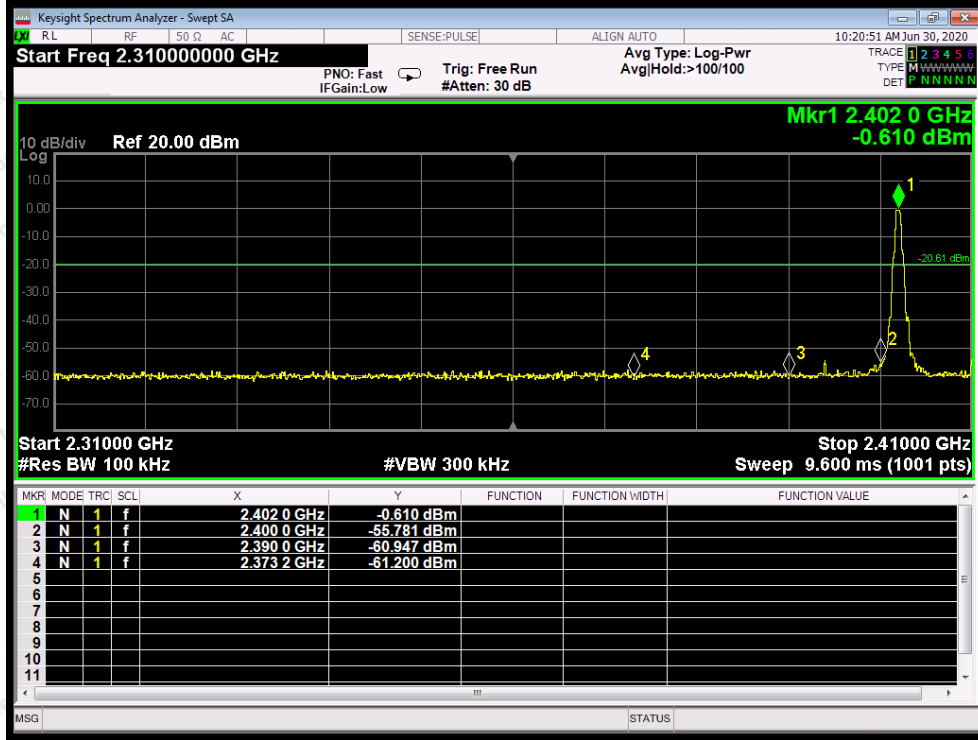 Keysight Spectrum Analyzer - Swept SA
LXI RL RF 50 Ω AC SENSE:PULSE ALIGN AUTO 10:20:51 AM Jun 30, 2020
Start Freq 2.310000000 GHz
PNO: Fast
IFGain:Low
Trig: Free Run
#Atten: 30 dB
Avg Type: Log-Pwr
Avg|Hold:>100/100
TRACE 1 2 3 4 5 6
TYPE M W W W W W
DET P N N N N N
Mkr1 2.402 0 GHz
-0.610 dBm
10 dB/div Ref 20.00 dBm
Log
10.0
0.00
-10.0
-20.0
-30.0
-40.0
-50.0
-60.0
-70.0
1
-20.61 dBm
2
3
4
Start 2.31000 GHz Stop 2.41000 GHz
#Res BW 100 kHz #VBW 300 kHz Sweep 9.600 ms (1001 pts)
MKR MODE TRC SCL X Y FUNCTION FUNCTION WIDTH FUNCTION VALUE
1 N 1 f 2.402 0 GHz -0.610 dBm
2 N 1 f 2.400 0 GHz -55.781 dBm
3 N 1 f 2.390 0 GHz -60.947 dBm
4 N 1 f 2.373 2 GHz -61.200 dBm
5
6
7
8
9
10
11
MSG STATUS